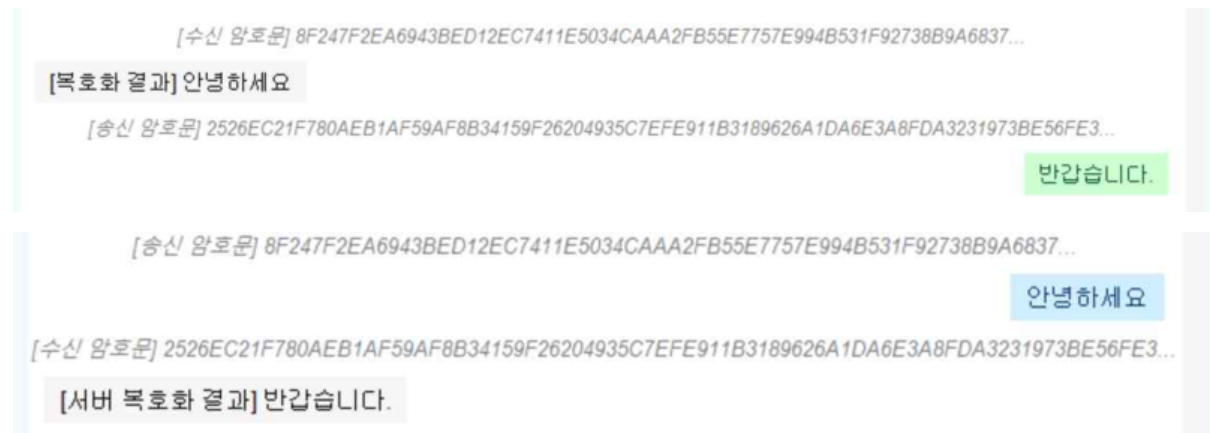 [수신 암호문] 8F247F2EA6943BED12EC7411E5034CAAA2FB55E7757E994B531F92738B9A6837...
[복호화 결과] 안녕하세요
[송신 암호문] 2526EC21F780AEB1AF59AF8B34159F26204935C7EFE911B3189626A1DA6E3A8FDA3231973BE56FE3...
반갑습니다.
[송신 암호문] 8F247F2EA6943BED12EC7411E5034CAAA2FB55E7757E994B531F92738B9A6837...
안녕하세요
[수신 암호문] 2526EC21F780AEB1AF59AF8B34159F26204935C7EFE911B3189626A1DA6E3A8FDA3231973BE56FE3...
[서버 복호화 결과] 반갑습니다.